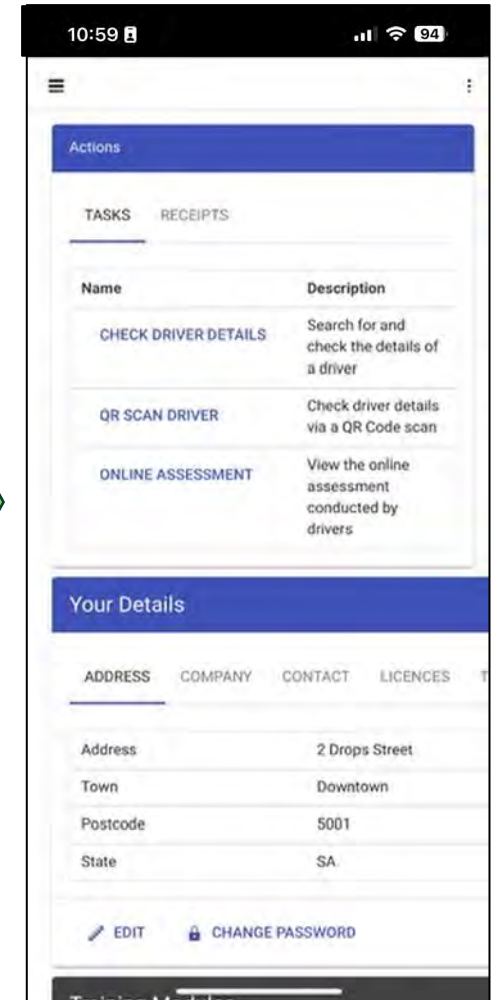 10:59
94
Actions
TASKS RECEIPTS
Name Description
CHECK DRIVER DETAILS Search for and
check the details of
a driver
QR SCAN DRIVER Check driver details
via a QR Code scan
ONLINE ASSESSMENT View the online
assessment
conducted by
drivers
Your Details
ADDRESS COMPANY CONTACT LICENCES T
Address 2 Drops Street
Town Downtown
Postcode 5001
State SA
EDIT CHANGE PASSWORD